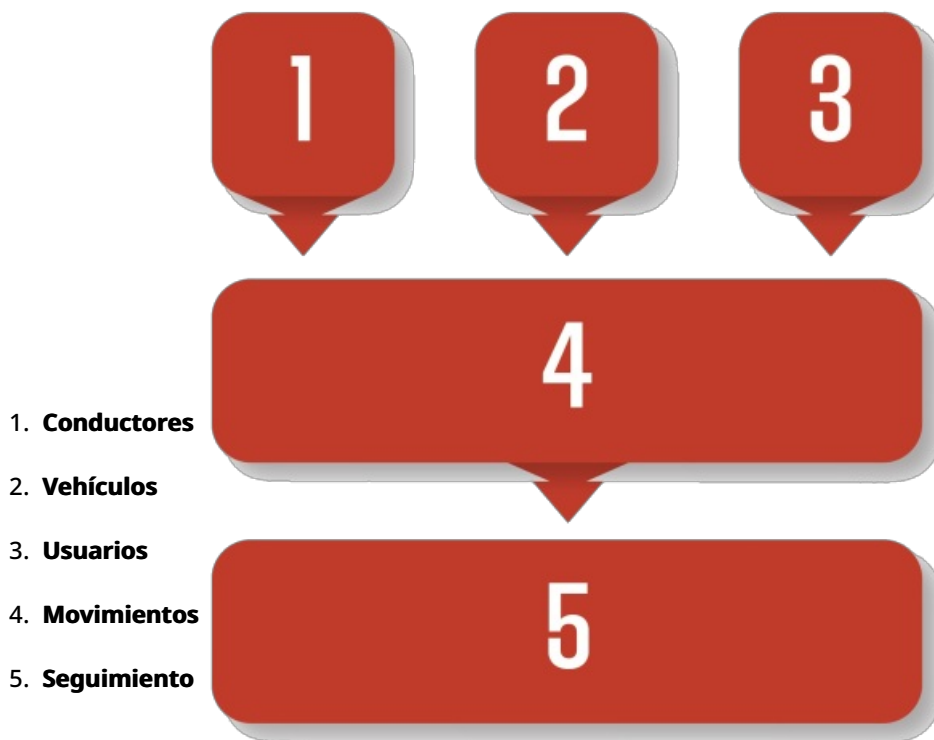 1
2
3
4
5
1. Conductores
2. Vehículos
3. Usuarios
4. Movimientos
5. Seguimiento